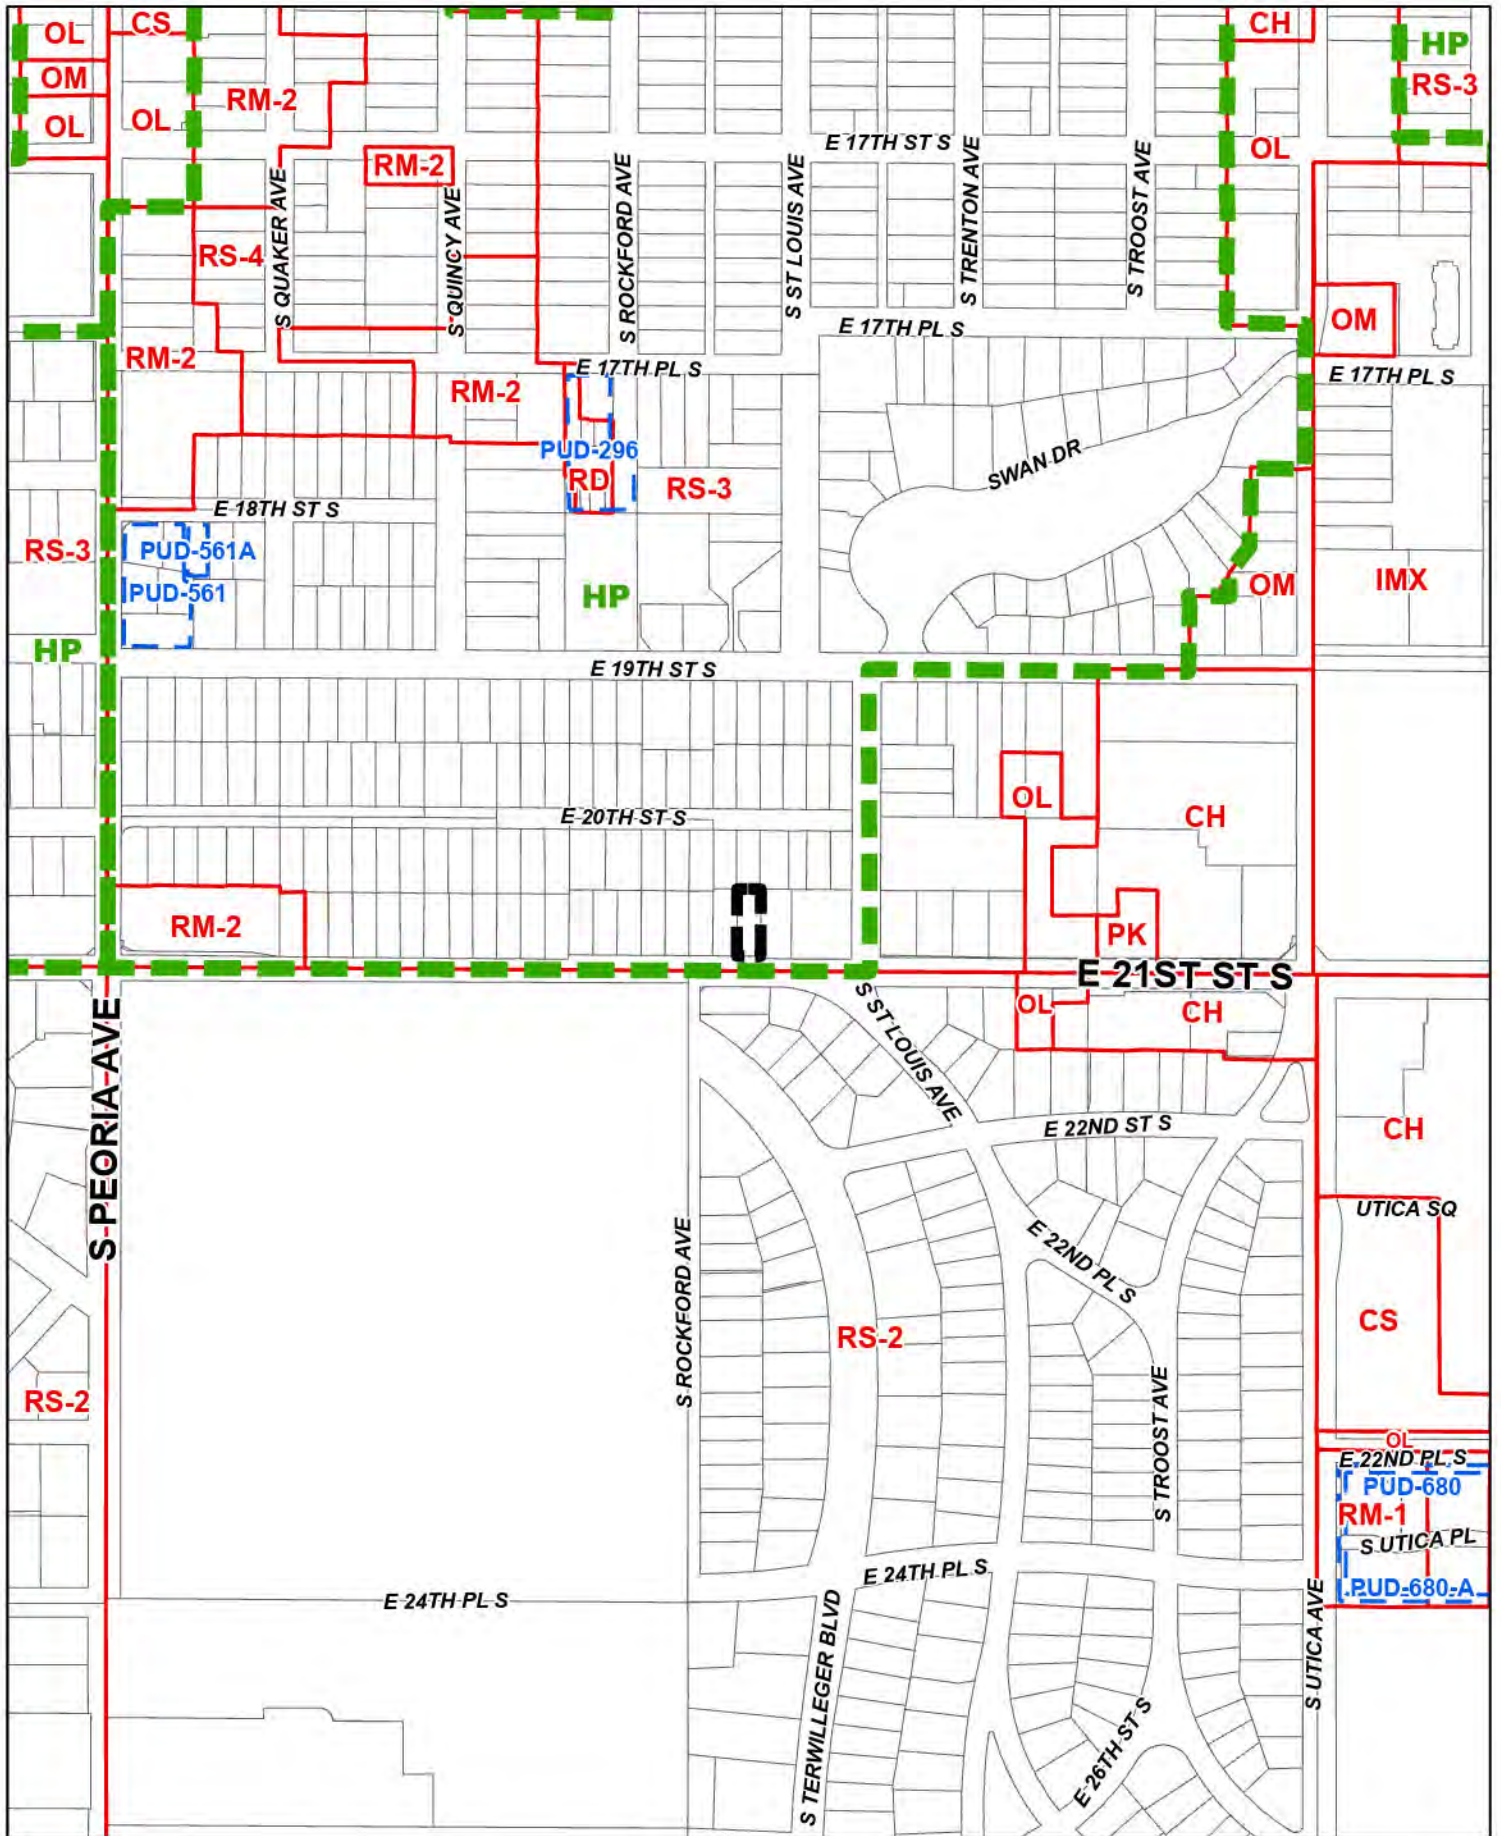 OL
CS
CH
HP
OM
RM-2
RS-3
OL
OL
E 17TH ST S
OL
RM-2
S QUAKER AVE
S QUINCY AVE
S ROCKFORD AVE
S ST LOUIS AVE
S TRENTON AVE
S TROOST AVE
RS-4
OM
E 17TH PL S
RM-2
E 17TH PL S
E 17TH PL S
RM-2
PUD-296
SWAN DR
RD
RS-3
E 18TH ST S
RS-3
PUD-561A
PUD-561
HP
OM
IMX
HP
E 19TH ST S
OL
CH
E 20TH ST S
RM-2
PK
E 21ST ST S
OL
CH
S ST LOUIS AVE
S PEORIA AVE
E 22ND ST S
CH
UTICA SQ
E 22ND PL S
S ROCKFORD AVE
CS
RS-2
RS-2
S TROOST AVE
OL
E 22ND PL S
PUD-680
RM-1
S UTICA PL
E 24TH PL S
PUD-680-A
E 24TH PL S
S TERWILLEGER BLVD
S UTICA AVE
E 26TH ST S